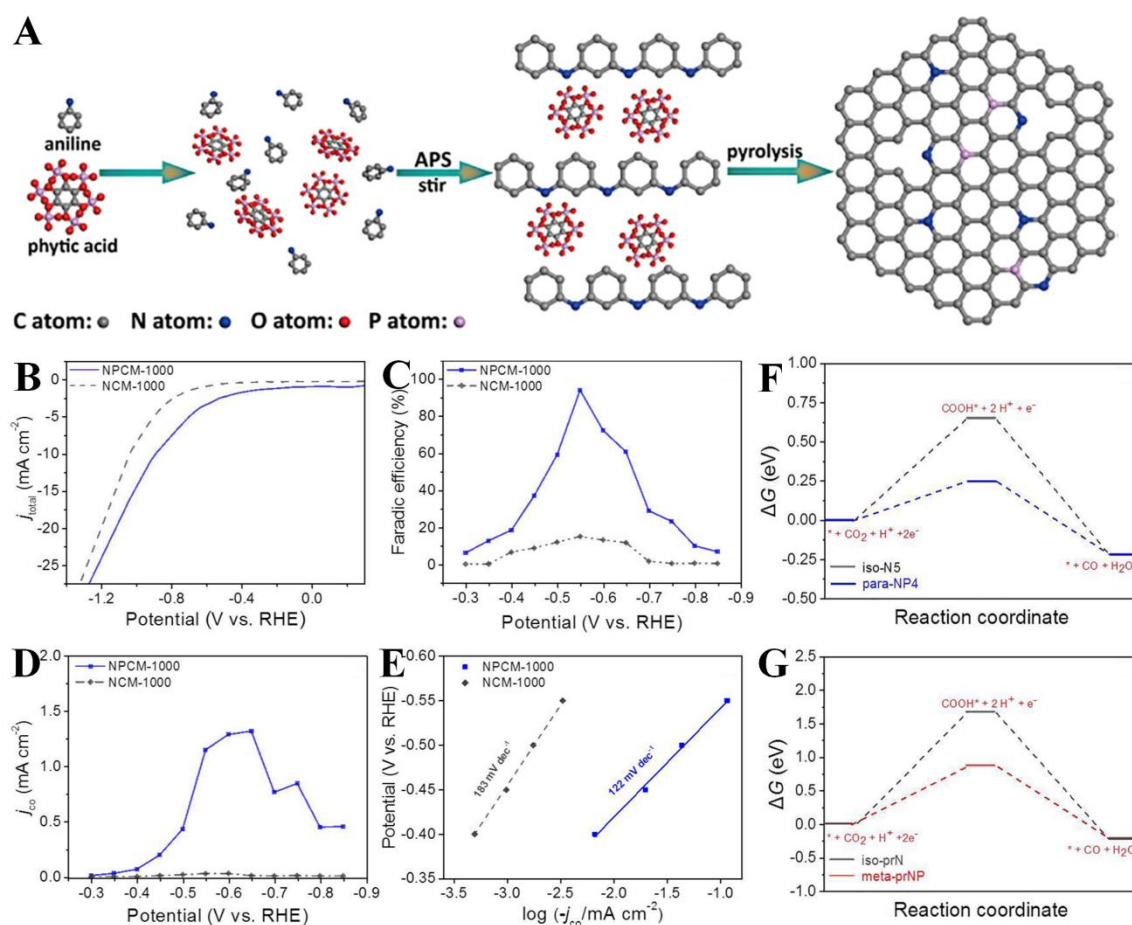 A
aniline
phytic acid
APS
stir
pyrolysis
C atom: N atom: O atom: P atom:
B
NPCM-1000
NCM-1000
0
-5
-10
-15
-20
-25
j total (mA cm⁻²)
-1.2 -0.8 -0.4 0.0
Potential (V vs. RHE)
C
NPCM-1000
NCM-1000
100
80
60
40
20
0
Faradic efficiency (%)
-0.3 -0.4 -0.5 -0.6 -0.7 -0.8 -0.9
Potential (V vs. RHE)
F
1.00
0.75
0.50
0.25
0.00
-0.25
-0.50
ΔG (eV)
COOH* + 2 H⁺ + e⁻
* + CO₂ + H⁺ +2e⁻
* + CO + H₂O
iso-N5
para-NP4
Reaction coordinate
D
NPCM-1000
NCM-1000
2.0
1.5
1.0
0.5
0.0
j co (mA cm⁻²)
-0.3 -0.4 -0.5 -0.6 -0.7 -0.8 -0.9
Potential (V vs. RHE)
E
NPCM-1000
NCM-1000
-0.60
-0.55
-0.50
-0.45
-0.40
-0.35
Potential (V vs. RHE)
183 mV dec⁻¹
122 mV dec⁻¹
-3.5 -3.0 -2.5 -2.0 -1.5 -1.0
log (-j co/mA cm⁻²)
G
2.5
2.0
1.5
1.0
0.5
0.0
-0.5
-1.0
ΔG (eV)
COOH* + 2 H⁺ + e⁻
* + CO₂ + H⁺ +2e⁻
* + CO + H₂O
iso-prN
meta-prNP
Reaction coordinate